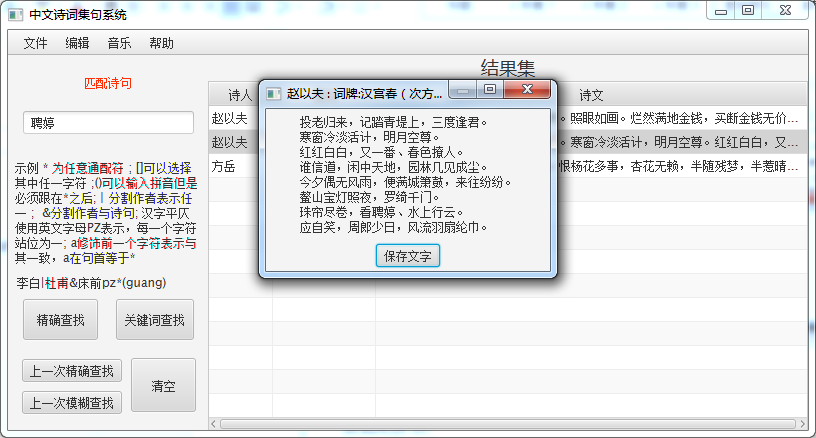 中文诗词集句系统
文件 编辑 音乐 帮助
匹配诗句
聘婷
示例 * 为任意通配符；[]可以选择
其中任一字符 ;()可以输入拼音但是
必须跟在*之后; | 分割作者表示任
一 ； &分割作者与诗句; 汉字平仄
使用英文字母PZ表示，每一个字符
站位为一; a修饰前一个字符表示与
其一致，a在句首等于*
李白|杜甫&床前pz*(guang)
精确查找 关键词查找
上一次精确查找
上一次模糊查找
清空
结果集
诗人 诗文
赵以夫 。照眼如画。烂然满地金钱，买断金钱无价...
赵以夫 。寒窗冷淡活计，明月空尊。红红白白，又...
方岳 恨杨花多事，杏花无赖，半随残梦，半惹晴...
赵以夫 : 词牌:汉宫春（次方...
投老归来，记踏青堤上，三度逢君。
寒窗冷淡活计，明月空尊。
红红白白，又一番、春色撩人。
谁信道，闲中天地，园林几见成尘。
今夕偶无风雨，便满城箫鼓，来往纷纷。
鳌山宝灯照夜，罗绮千门。
珠帘尽卷，看聘婷、水上行云。
应自笑，周郎少日，风流羽扇纶巾。
保存文字